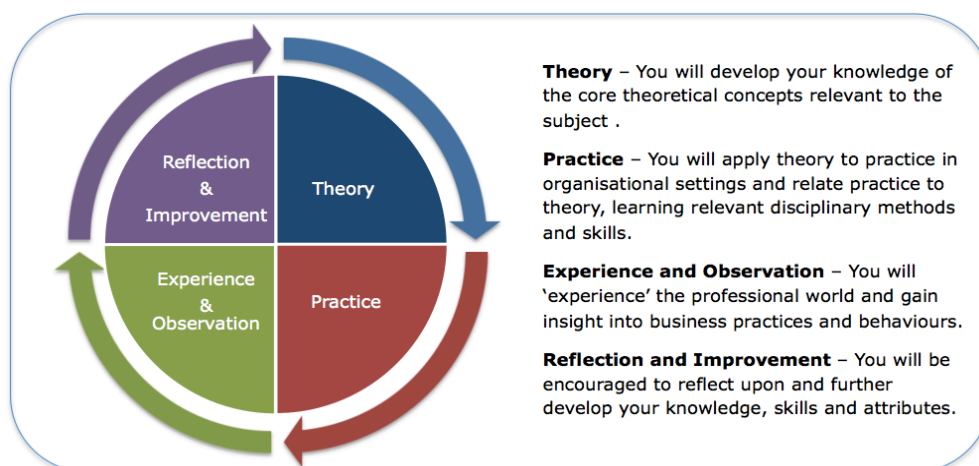 Reflection
&
Improvement
Theory
Experience
&
Observation
Practice
Theory – You will develop your knowledge of
the core theoretical concepts relevant to the
subject .
Practice – You will apply theory to practice in
organisational settings and relate practice to
theory, learning relevant disciplinary methods
and skills.
Experience and Observation – You will
‘experience’ the professional world and gain
insight into business practices and behaviours.
Reflection and Improvement – You will be
encouraged to reflect upon and further
develop your knowledge, skills and attributes.